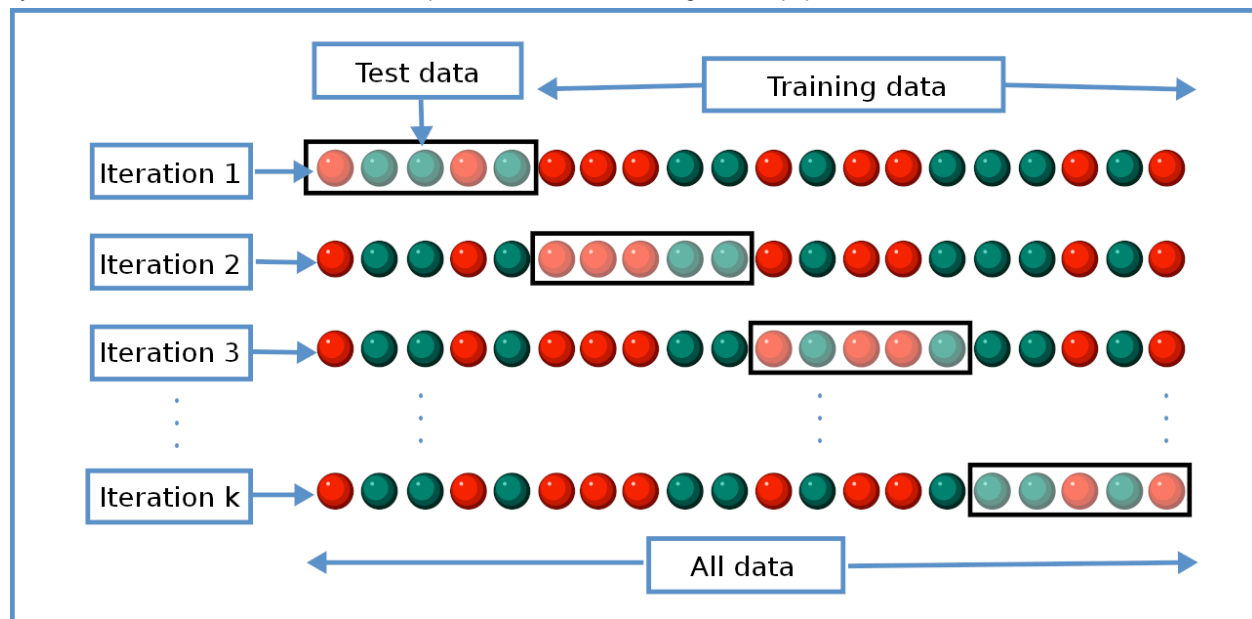 Test data
Training data
Iteration 1
Iteration 2
Iteration 3
Iteration k
All data